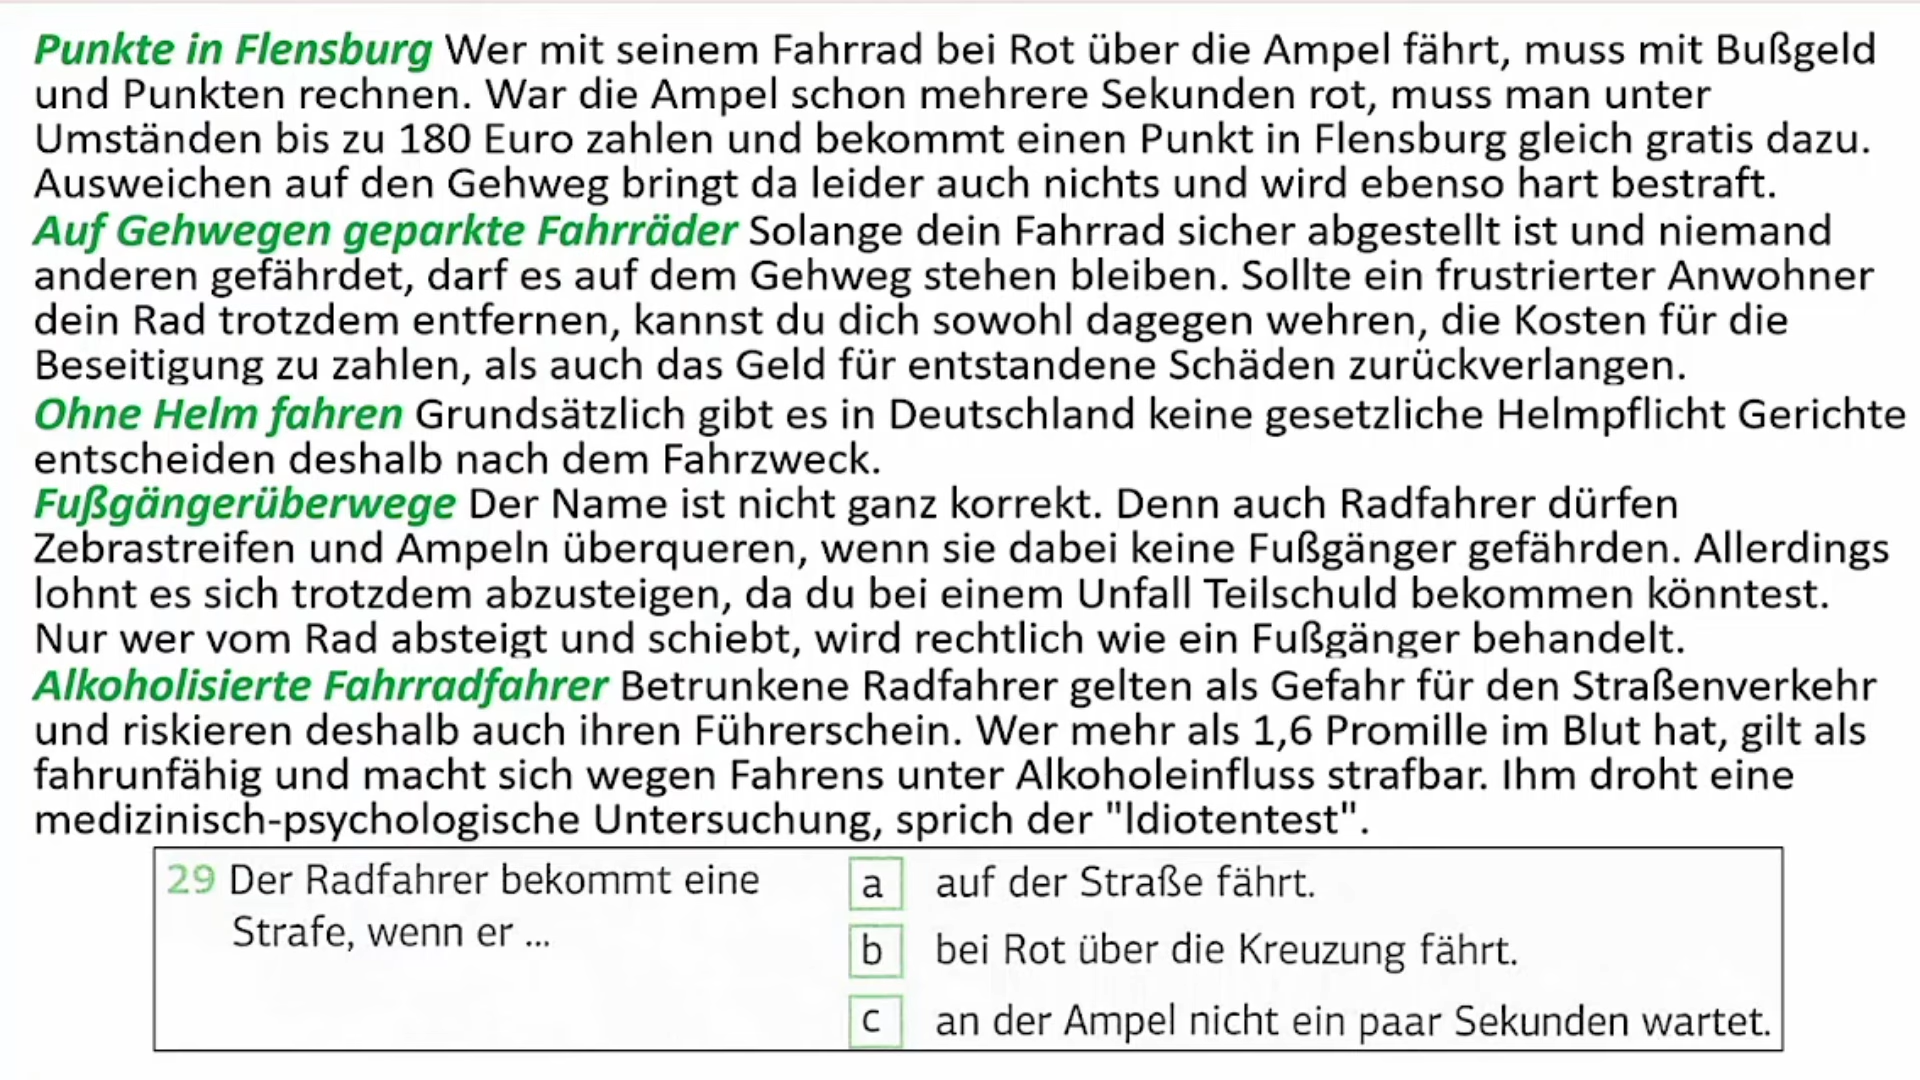 Punkte in Flensburg Wer mit seinem Fahrrad bei Rot über die Ampel fährt, muss mit Bußgeld
und Punkten rechnen. War die Ampel schon mehrere Sekunden rot, muss man unter
Umständen bis zu 180 Euro zahlen und bekommt einen Punkt in Flensburg gleich gratis dazu.
Ausweichen auf den Gehweg bringt da leider auch nichts und wird ebenso hart bestraft.
Auf Gehwegen geparkte Fahrräder Solange dein Fahrrad sicher abgestellt ist und niemand
anderen gefährdet, darf es auf dem Gehweg stehen bleiben. Sollte ein frustrierter Anwohner
dein Rad trotzdem entfernen, kannst du dich sowohl dagegen wehren, die Kosten für die
Beseitigung zu zahlen, als auch das Geld für entstandene Schäden zurückverlangen.
Ohne Helm fahren Grundsätzlich gibt es in Deutschland keine gesetzliche Helmpflicht Gerichte
entscheiden deshalb nach dem Fahrzweck.
Fußgängerüberwege Der Name ist nicht ganz korrekt. Denn auch Radfahrer dürfen
Zebrastreifen und Ampeln überqueren, wenn sie dabei keine Fußgänger gefährden. Allerdings
lohnt es sich trotzdem abzusteigen, da du bei einem Unfall Teilschuld bekommen könntest.
Nur wer vom Rad absteigt und schiebt, wird rechtlich wie ein Fußgänger behandelt.
Alkoholisierte Fahrradfahrer Betrunkene Radfahrer gelten als Gefahr für den Straßenverkehr
und riskieren deshalb auch ihren Führerschein. Wer mehr als 1,6 Promille im Blut hat, gilt als
fahrunfähig und macht sich wegen Fahrens unter Alkoholeinfluss strafbar. Ihm droht eine
medizinisch-psychologische Untersuchung, sprich der "Idiotentest".
29 Der Radfahrer bekommt eine
Strafe, wenn er ...
a auf der Straße fährt.
b bei Rot über die Kreuzung fährt.
c an der Ampel nicht ein paar Sekunden wartet.